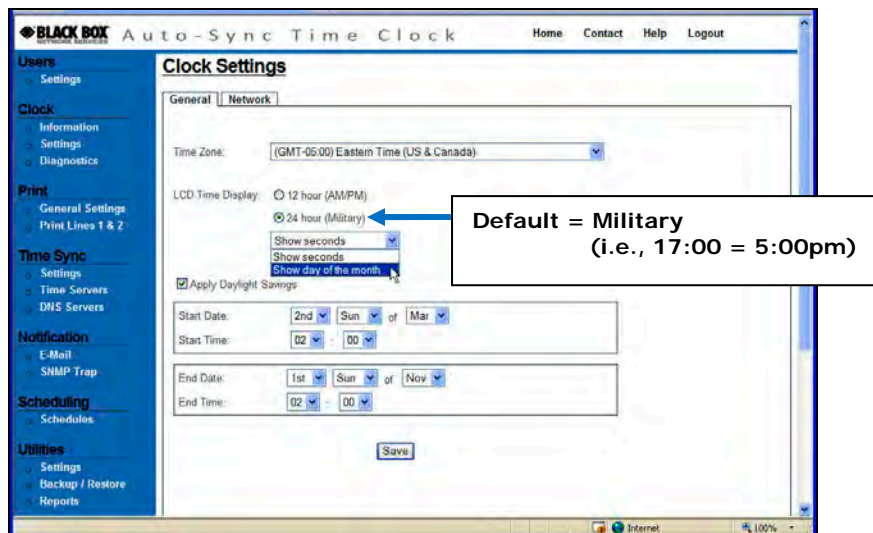 BLACK BOX Auto-Sync Time Clock Home Contact Help Logout
NETWORK SERVICES
Users
Settings
Clock
Information
Settings
Diagnostics
Print
General Settings
Print Lines 1 & 2
Time Sync
Settings
Time Servers
DNS Servers
Notification
E-Mail
SNMP Trap
Scheduling
Schedules
Utilities
Settings
Backup / Restore
Reports
Clock Settings
General Network
Time Zone: (GMT-05:00) Eastern Time (US & Canada)
LCD Time Display: 12 hour (AM/PM)
24 hour (Military)
Show seconds
Show seconds
Show day of the month
Apply Daylight Savings
Start Date: 2nd Sun of Mar
Start Time: 02 : 00
End Date: 1st Sun of Nov
End Time: 02 : 00
Save
Default = Military
(i.e., 17:00 = 5:00pm)
Internet 100%